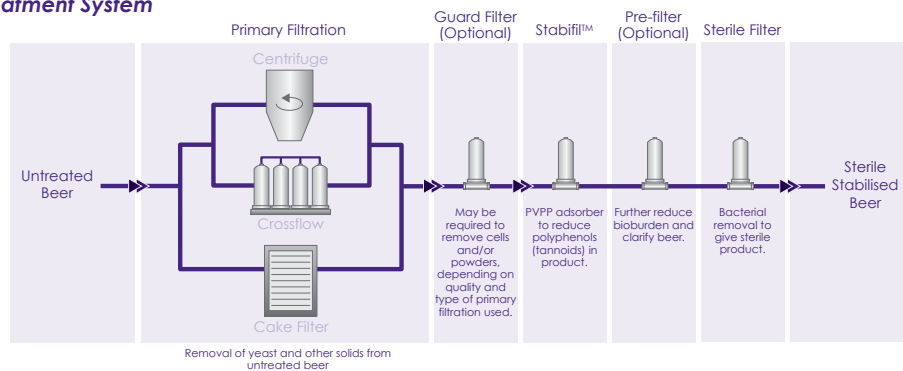 atment System
Primary Filtration
Guard Filter
(Optional)
Stabifil™
Pre-filter
(Optional)
Sterile Filter
Centrifuge
Untreated
Beer
Crossflow
Cake Filter
Removal of yeast and other solids from
untreated beer
May be
required to
remove cells
and/or
powders,
depending on
quality and
type of primary
filtration used.
PVPP adsorber
to reduce
polyphenols
(tannoids) in
product.
Further reduce
bioburden and
clarify beer.
Bacterial
removal to
give sterile
product.
Sterile
Stabilised
Beer